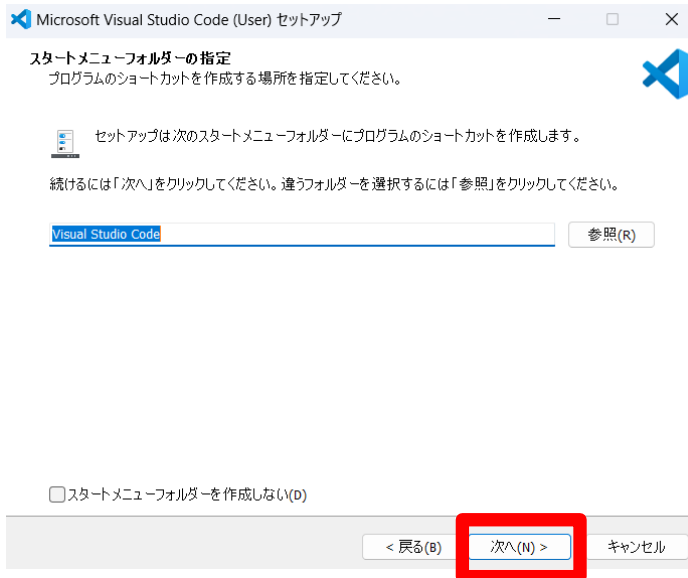 Microsoft Visual Studio Code (User) セットアップ
スタートメニューフォルダーの指定
プログラムのショートカットを作成する場所を指定してください。
セットアップは次のスタートメニューフォルダーにプログラムのショートカットを作成します。
続けるには「次へ」をクリックしてください。違うフォルダーを選択するには「参照」をクリックしてください。
Visual Studio Code
参照(R)
スタートメニューフォルダーを作成しない(D)
< 戻る(B)
次へ(N) >
キャンセル